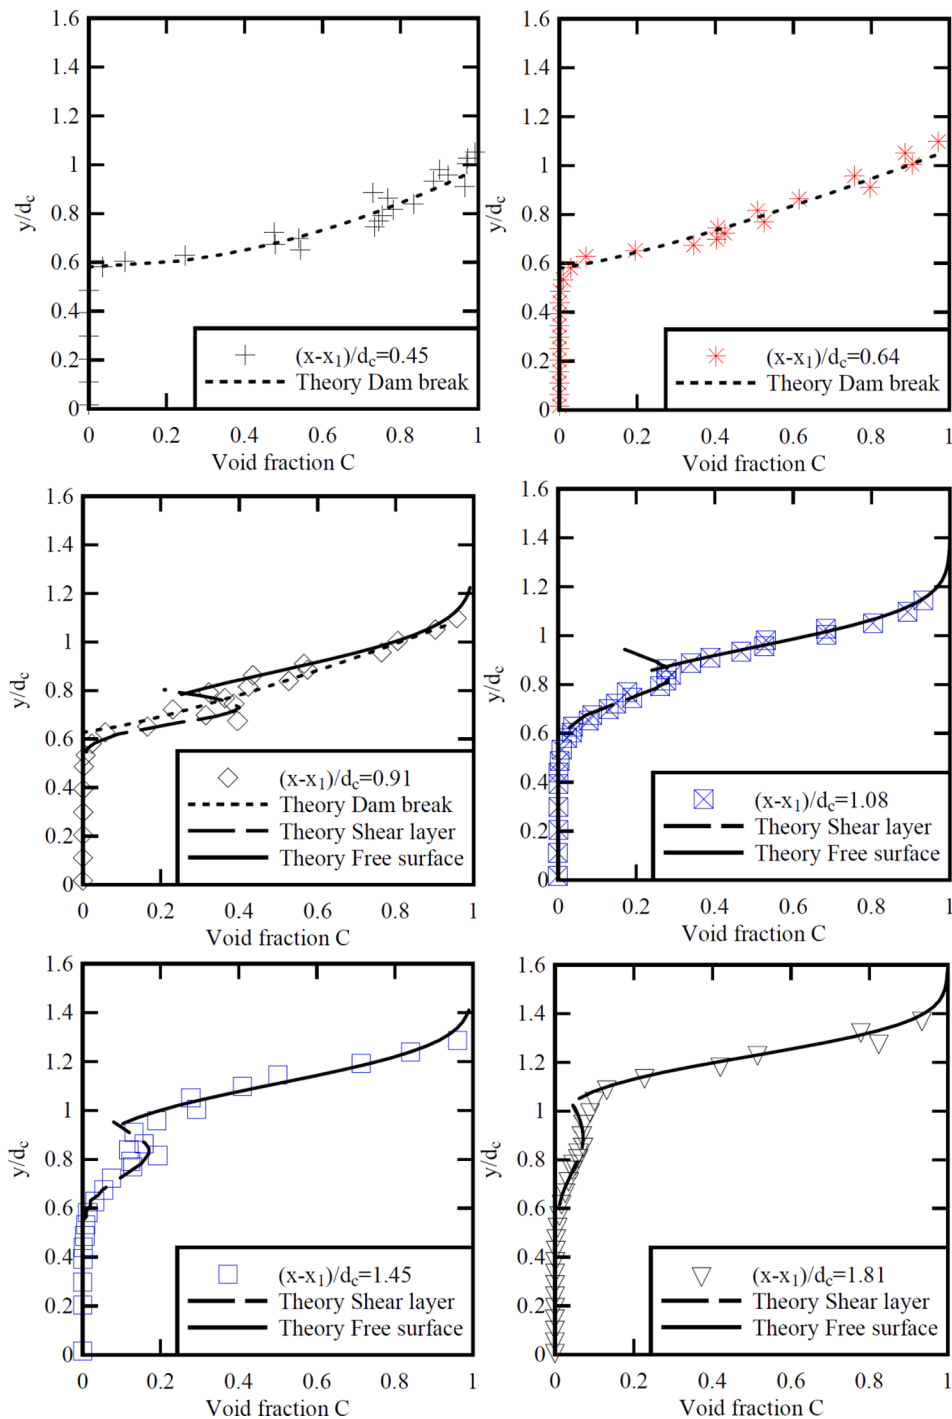 1.6
1.4
1.2
1
0.8
0.6
0.4
0.2
0
y/dc
(x-x1)/dc=0.45
Theory Dam break
0 0.2 0.4 0.6 0.8 1
Void fraction C
1.6
1.4
1.2
1
0.8
0.6
0.4
0.2
0
y/dc
(x-x1)/dc=0.64
Theory Dam break
0 0.2 0.4 0.6 0.8 1
Void fraction C
1.6
1.4
1.2
1
0.8
0.6
0.4
0.2
0
y/dc
(x-x1)/dc=0.91
Theory Dam break
Theory Shear layer
Theory Free surface
0 0.2 0.4 0.6 0.8 1
Void fraction C
1.6
1.4
1.2
1
0.8
0.6
0.4
0.2
0
y/dc
(x-x1)/dc=1.08
Theory Shear layer
Theory Free surface
0 0.2 0.4 0.6 0.8 1
Void fraction C
1.6
1.4
1.2
1
0.8
0.6
0.4
0.2
0
y/dc
(x-x1)/dc=1.45
Theory Shear layer
Theory Free surface
0 0.2 0.4 0.6 0.8 1
Void fraction C
1.6
1.4
1.2
1
0.8
0.6
0.4
0.2
0
y/dc
(x-x1)/dc=1.81
Theory Shear layer
Theory Free surface
0 0.2 0.4 0.6 0.8 1
Void fraction C